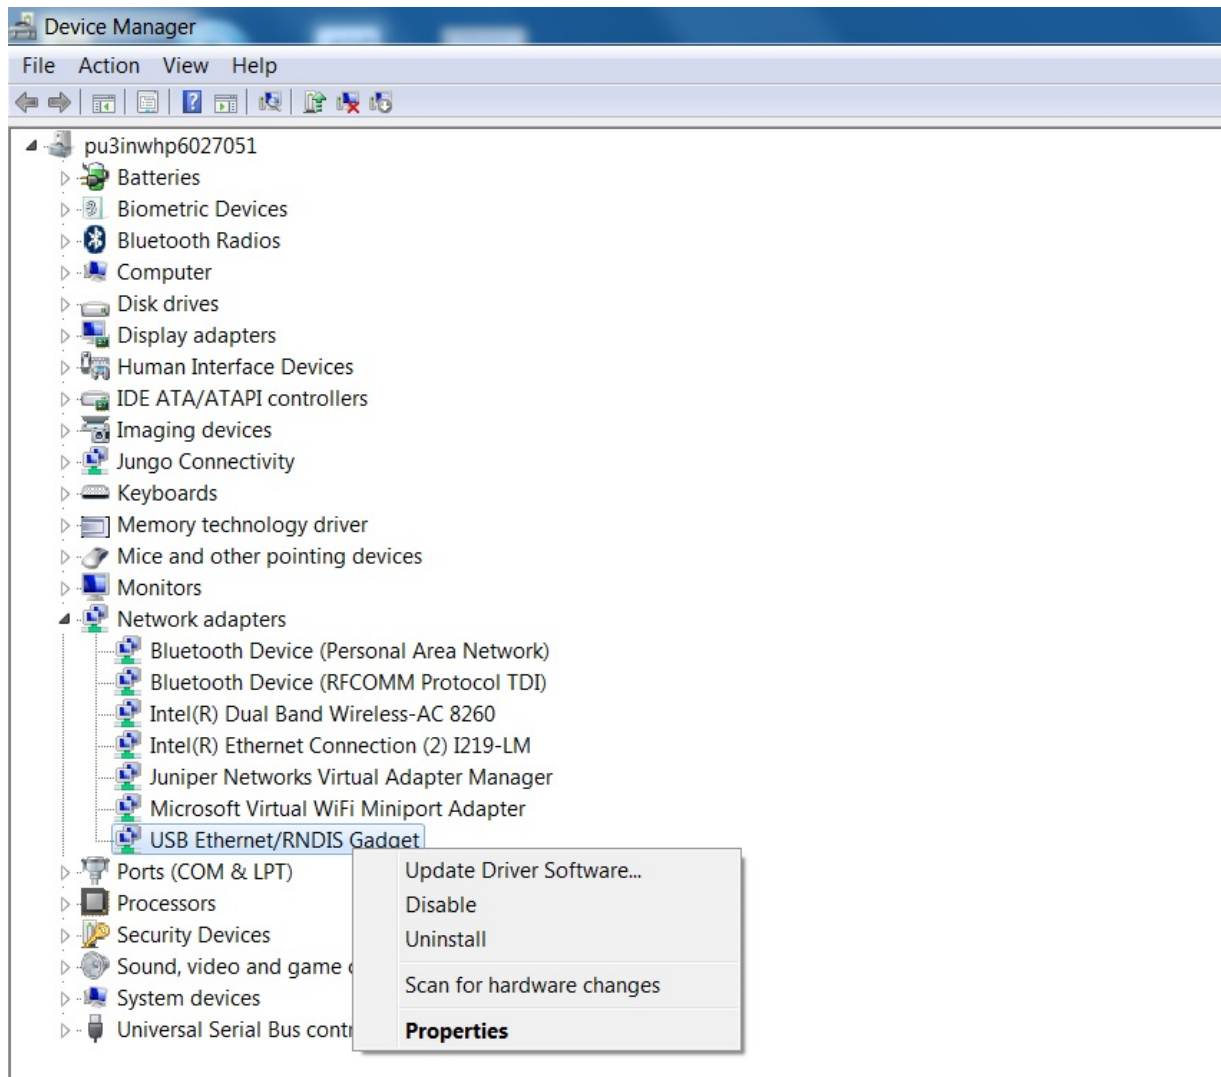 Device Manager
File Action View Help
pu3inwhp6027051
Batteries
Biometric Devices
Bluetooth Radios
Computer
Disk drives
Display adapters
Human Interface Devices
IDE ATA/ATAPI controllers
Imaging devices
Jungo Connectivity
Keyboards
Memory technology driver
Mice and other pointing devices
Monitors
Network adapters
Bluetooth Device (Personal Area Network)
Bluetooth Device (RFCOMM Protocol TDI)
Intel(R) Dual Band Wireless-AC 8260
Intel(R) Ethernet Connection (2) I219-LM
Juniper Networks Virtual Adapter Manager
Microsoft Virtual WiFi Miniport Adapter
USB Ethernet/RNDIS Gadget
Ports (COM & LPT)
Processors
Security Devices
Sound, video and game
System devices
Universal Serial Bus contr
Update Driver Software...
Disable
Uninstall
Scan for hardware changes
Properties